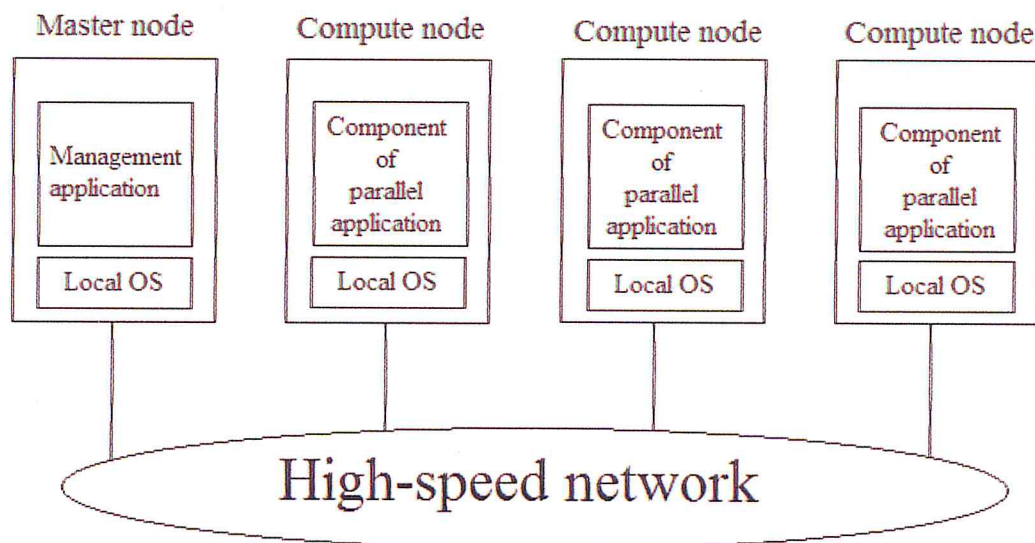 Master node
Compute node
Compute node
Compute node
Management
application
Local OS
Component
of
parallel
application
Local OS
Component
of
parallel
application
Local OS
Component
of
parallel
application
Local OS
High-speed network